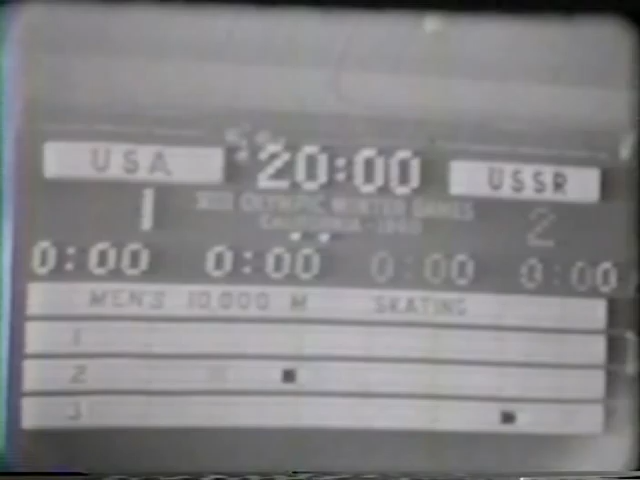 USA 20:00 USSR
1 2
VIII OLYMPIC WINTER GAMES
CALIFORNIA - 1960
0:00 0:00 0:00 0:00
MEN'S 10,000 M SKATING
1
2
3